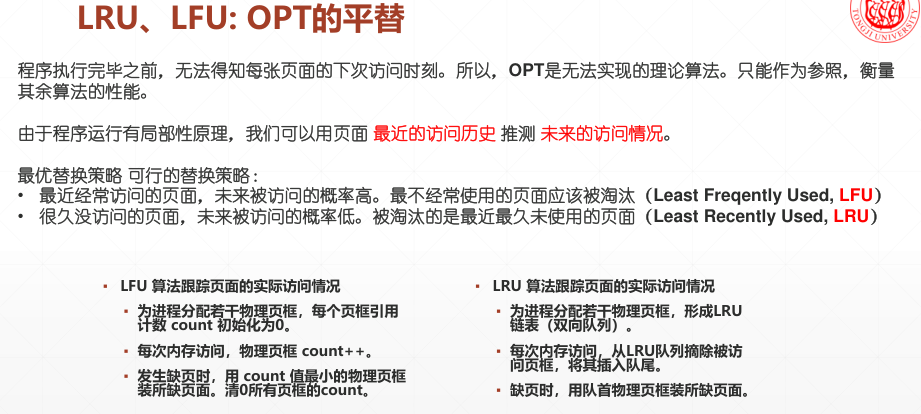 LRU、LFU: OPT的平替
TONGJI UNIVERSITY
程序执行完毕之前，无法得知每张页面的下次访问时刻。所以，OPT是无法实现的理论算法。只能作为参照，衡量
其余算法的性能。
由于程序运行有局部性原理，我们可以用页面 最近的访问历史 推测 未来的访问情况。
最优替换策略 可行的替换策略：
• 最近经常访问的页面，未来被访问的概率高。最不经常使用的页面应该被淘汰（Least Freqently Used, LFU）
• 很久没访问的页面，未来被访问的概率低。被淘汰的是最近最久未使用的页面（Least Recently Used, LRU）
▪ LFU 算法跟踪页面的实际访问情况
▪ 为进程分配若干物理页框，每个页框引用
计数 count 初始化为0。
▪ 每次内存访问，物理页框 count++。
▪ 发生缺页时，用 count 值最小的物理页框
装所缺页面。清0所有页框的count。
▪ LRU 算法跟踪页面的实际访问情况
▪ 为进程分配若干物理页框，形成LRU
链表（双向队列）。
▪ 每次内存访问，从LRU队列摘除被访
问页框，将其插入队尾。
▪ 缺页时，用队首物理页框装所缺页面。